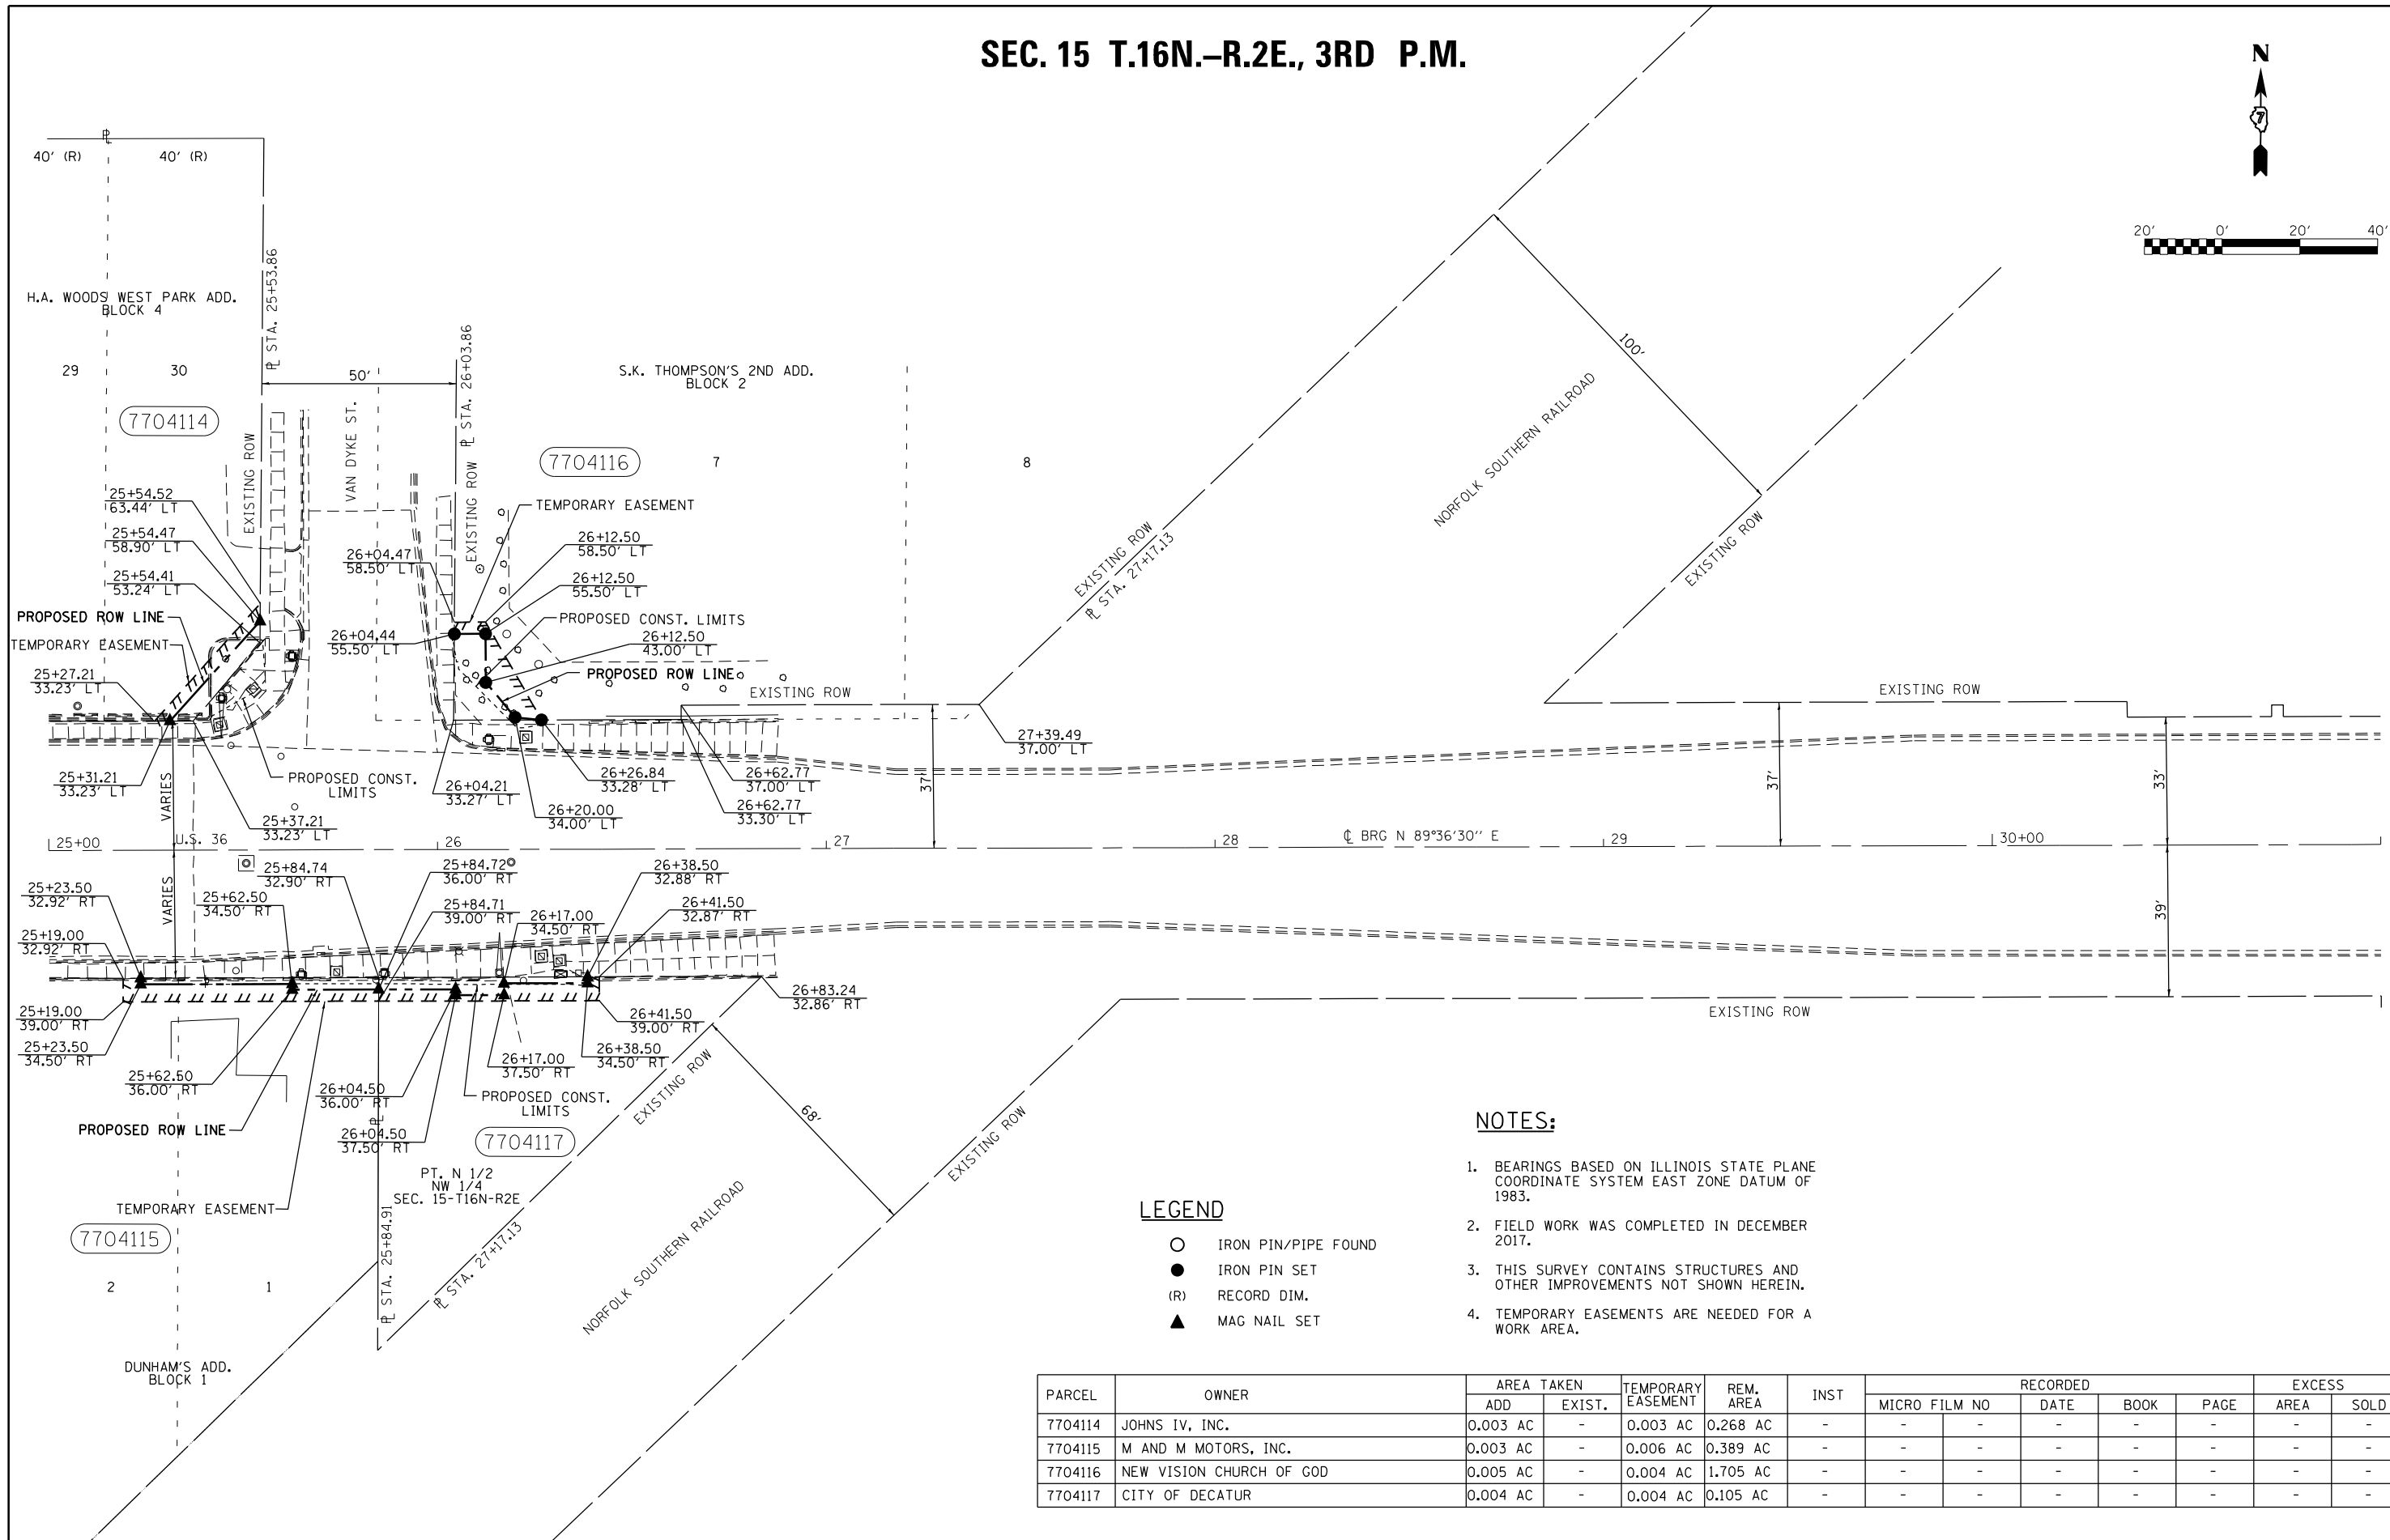 SEC. 15 T.16N.–R.2E., 3RD P.M.
N
7
20' 0' 20' 40'
40' (R)
40' (R)
℄ STA. 25+53.86
H.A. WOODS WEST PARK ADD.
BLOCK 4
29
30
7704114
EXISTING ROW
50'
VAN DYKE ST.
℄ STA. 26+03.86
EXISTING ROW
S.K. THOMPSON'S 2ND ADD.
BLOCK 2
7704116
7
8
TEMPORARY EASEMENT
25+54.52
63.44' LT
25+54.47
58.90' LT
25+54.41
53.24' LT
PROPOSED ROW LINE
TEMPORARY EASEMENT
25+27.21
33.23' LT
25+31.21
33.23' LT
VARIES
25+37.21
33.23' LT
PROPOSED CONST.
LIMITS
26+04.47
58.50' LT
26+04.44
55.50' LT
26+12.50
58.50' LT
26+12.50
55.50' LT
PROPOSED CONST. LIMITS
26+12.50
43.00' LT
PROPOSED ROW LINE
EXISTING ROW
26+04.21
33.27' LT
26+20.00
34.00' LT
26+26.84
33.28' LT
26+62.77
37.00' LT
26+62.77
33.30' LT
27+39.49
37.00' LT
37'
EXISTING ROW
℄ STA. 27+17.13
100'
NORFOLK SOUTHERN RAILROAD
EXISTING ROW
EXISTING ROW
37'
33'
39'
25+00
U.S. 36
26
27
28
℄ BRG N 89°36'30'' E
29
30+00
VARIES
25+23.50
32.92' RT
25+19.00
32.92' RT
25+62.50
34.50' RT
25+84.74
32.90' RT
25+84.72
36.00' RT
25+84.71
39.00' RT
26+17.00
34.50' RT
26+38.50
32.88' RT
26+41.50
32.87' RT
26+83.24
32.86' RT
26+41.50
39.00' RT
26+38.50
34.50' RT
26+17.00
37.50' RT
25+19.00
39.00' RT
25+23.50
34.50' RT
25+62.50
36.00' RT
26+04.50
36.00' RT
26+04.50
37.50' RT
PROPOSED CONST.
LIMITS
PROPOSED ROW LINE
TEMPORARY EASEMENT
7704115
2
1
DUNHAM'S ADD.
BLOCK 1
℄
℄ STA. 25+84.91
7704117
PT. N 1/2
NW 1/4
SEC. 15-T16N-R2E
EXISTING ROW
℄ STA. 27+17.13
68'
NORFOLK SOUTHERN RAILROAD
EXISTING ROW
EXISTING ROW
LEGEND
IRON PIN/PIPE FOUND
IRON PIN SET
(R) RECORD DIM.
MAG NAIL SET
NOTES:
1. BEARINGS BASED ON ILLINOIS STATE PLANE
COORDINATE SYSTEM EAST ZONE DATUM OF
1983.
2. FIELD WORK WAS COMPLETED IN DECEMBER
2017.
3. THIS SURVEY CONTAINS STRUCTURES AND
OTHER IMPROVEMENTS NOT SHOWN HEREIN.
4. TEMPORARY EASEMENTS ARE NEEDED FOR A
WORK AREA.
PARCEL OWNER AREA TAKEN TEMPORARY EASEMENT REM. AREA INST RECORDED EXCESS
ADD EXIST. MICRO FILM NO DATE BOOK PAGE AREA SOLD
7704114 JOHNS IV, INC. 0.003 AC - 0.003 AC 0.268 AC - - - - - - - -
7704115 M AND M MOTORS, INC. 0.003 AC - 0.006 AC 0.389 AC - - - - - - - -
7704116 NEW VISION CHURCH OF GOD 0.005 AC - 0.004 AC 1.705 AC - - - - - - - -
7704117 CITY OF DECATUR 0.004 AC - 0.004 AC 0.105 AC - - - - - - - -